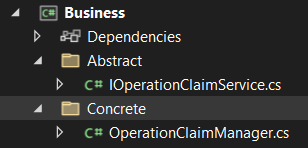 C# Business
Dependencies
Abstract
C# IOperationClaimService.cs
Concrete
C# OperationClaimManager.cs